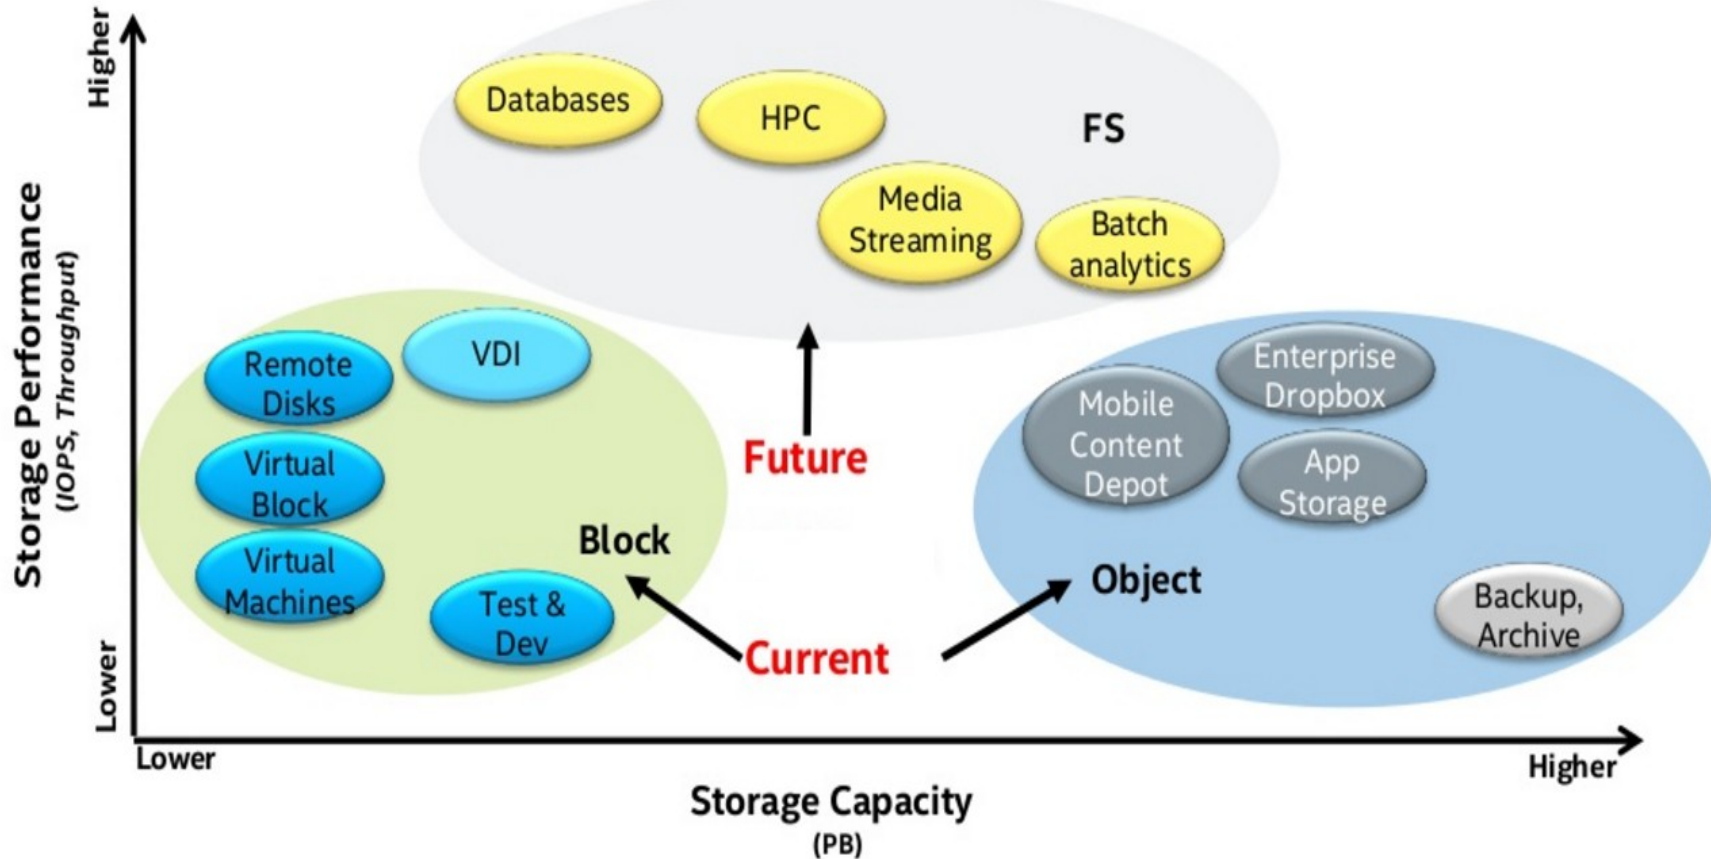 Higher
Storage Performance
(IOPS, Throughput)
Lower
Databases
HPC
FS
Media
Streaming
Batch
analytics
Remote
Disks
VDI
Virtual
Block
Virtual
Machines
Test &
Dev
Block
Future
Current
Enterprise
Dropbox
Mobile
Content
Depot
App
Storage
Object
Backup,
Archive
Lower
Higher
Storage Capacity
(PB)